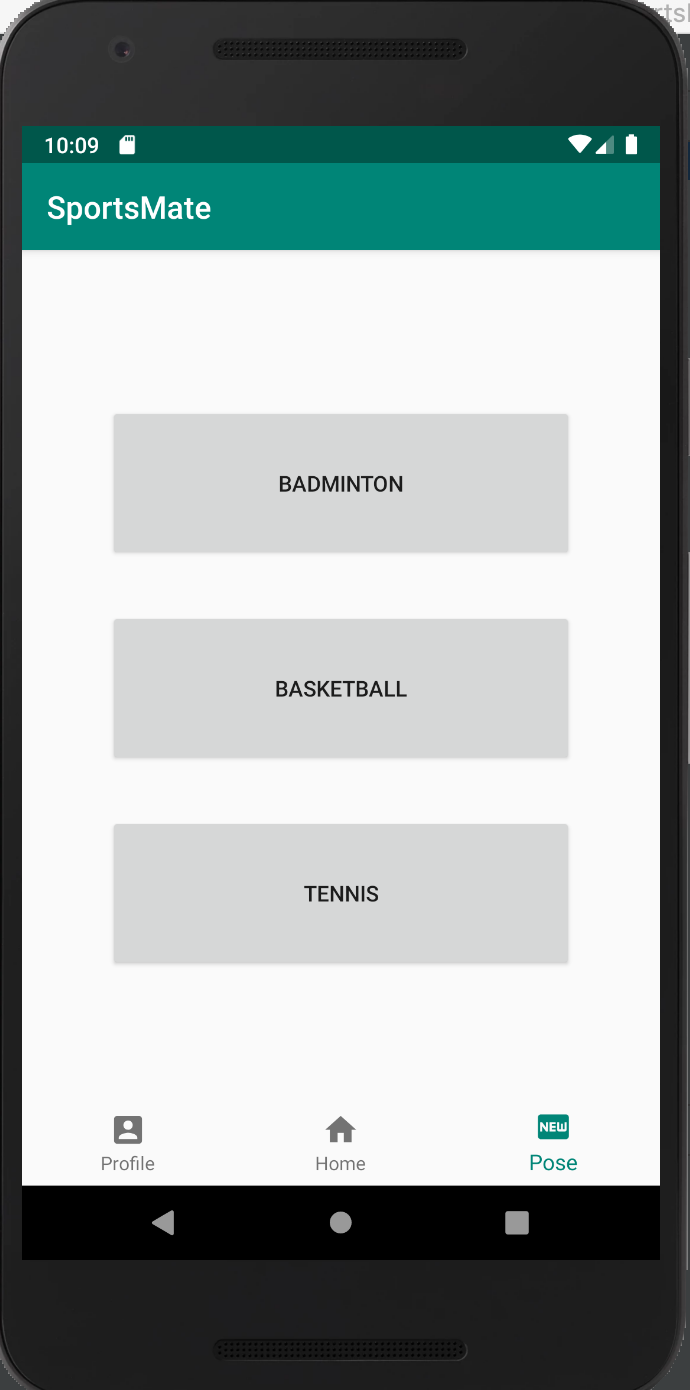 10:09
SportsMate
BADMINTON
BASKETBALL
TENNIS
NEW
Profile
Home
Pose